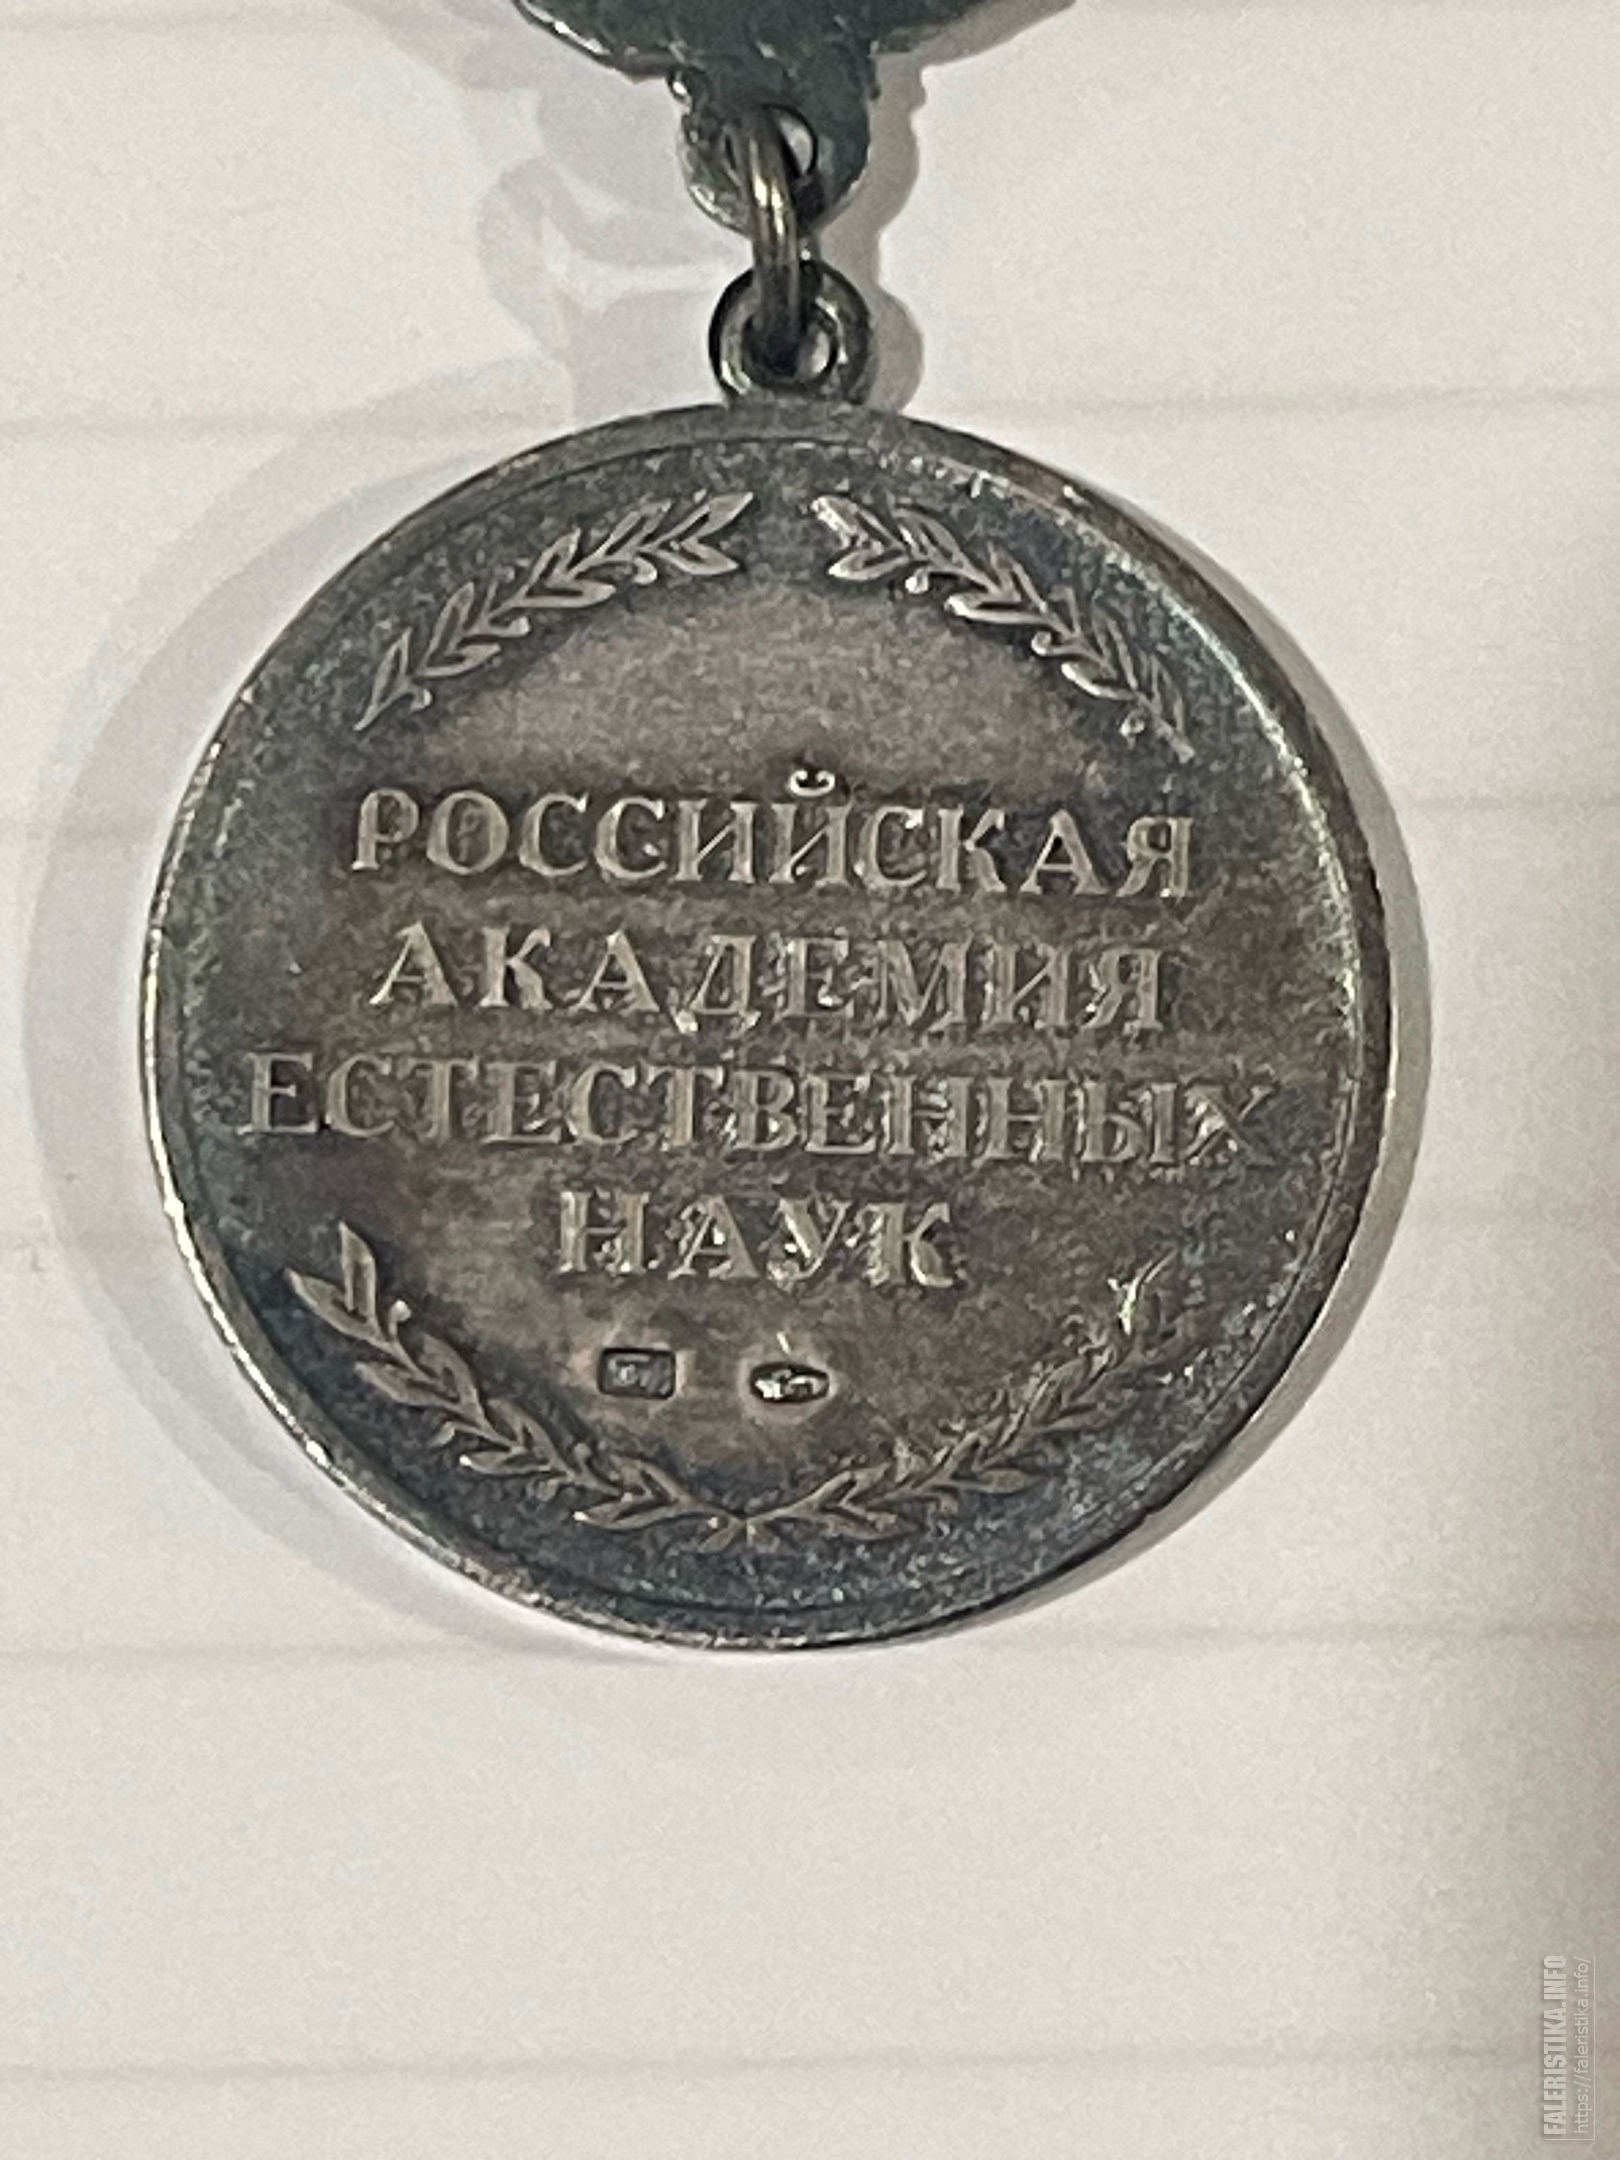 РОССИЙСКАЯ
АКАДЕМИЯ
ЕСТЕСТВЕННЫХ
НАУК
FALERISTIKA.INFO
https://faleristika.info/